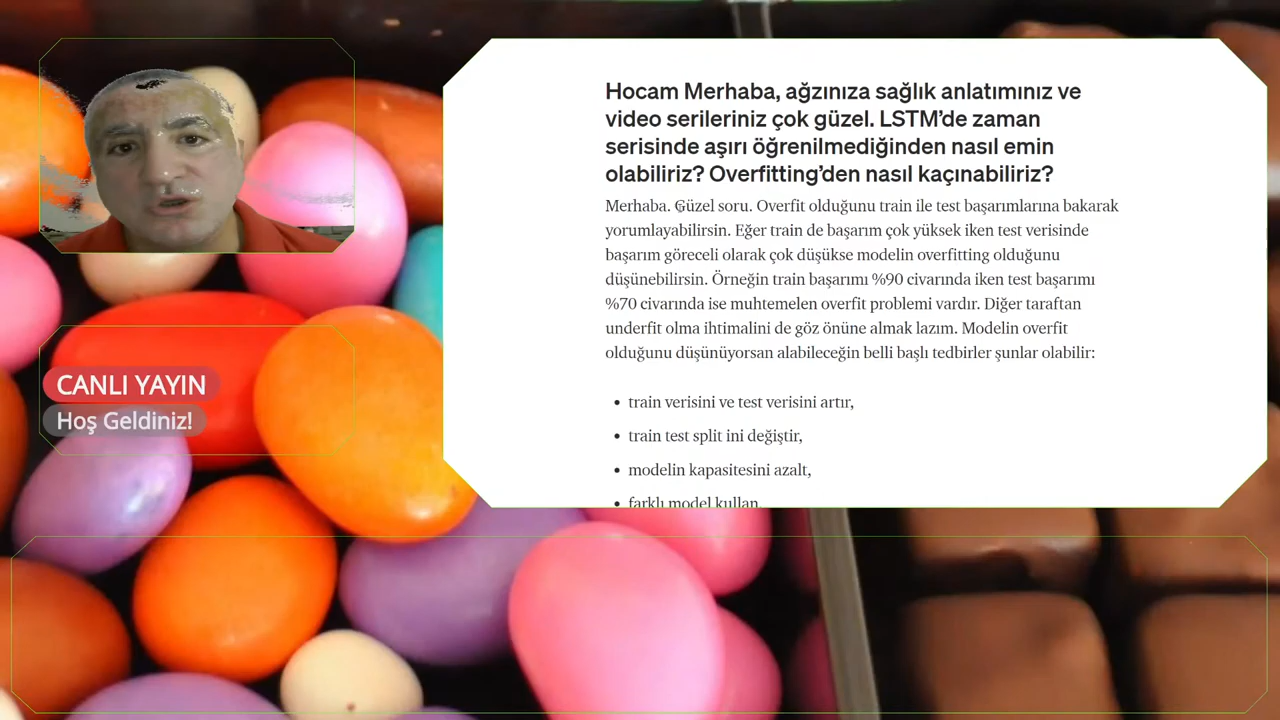 Hocam Merhaba, ağzınıza sağlık anlatımınız ve
video serileriniz çok güzel. LSTM’de zaman
serisinde aşırı öğrenilmediğinden nasıl emin
olabiliriz? Overfitting’den nasıl kaçınabiliriz?
Merhaba. Güzel soru. Overfit olduğunu train ile test başarımlarına bakarak
yorumlayabilirsin. Eğer train de başarım çok yüksek iken test verisinde
başarım göreceli olarak çok düşükse modelin overfitting olduğunu
düşünebilirsin. Örneğin train başarımı %90 civarında iken test başarımı
%70 civarında ise muhtemelen overfit problemi vardır. Diğer taraftan
underfit olma ihtimalini de göz önüne almak lazım. Modelin overfit
olduğunu düşünüyorsan alabileceğin belli başlı tedbirler şunlar olabilir:
• train verisini ve test verisini artır,
• train test split ini değiştir,
• modelin kapasitesini azalt,
• farklı model kullan,
CANLI YAYIN
Hoş Geldiniz!